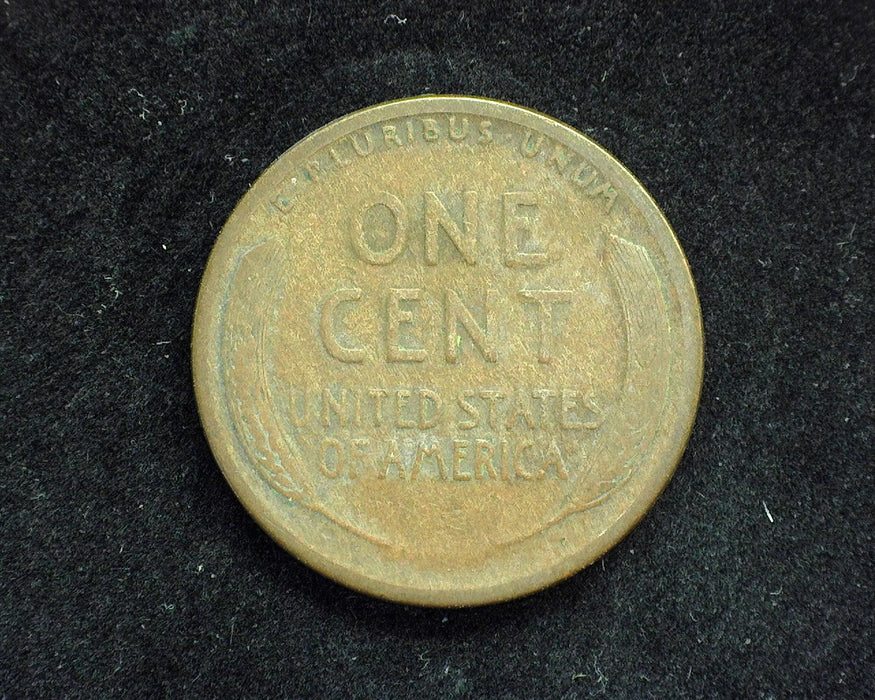 E·PLURIBUS·UNUM
ONE
CENT
UNITED STATES
OF AMERICA